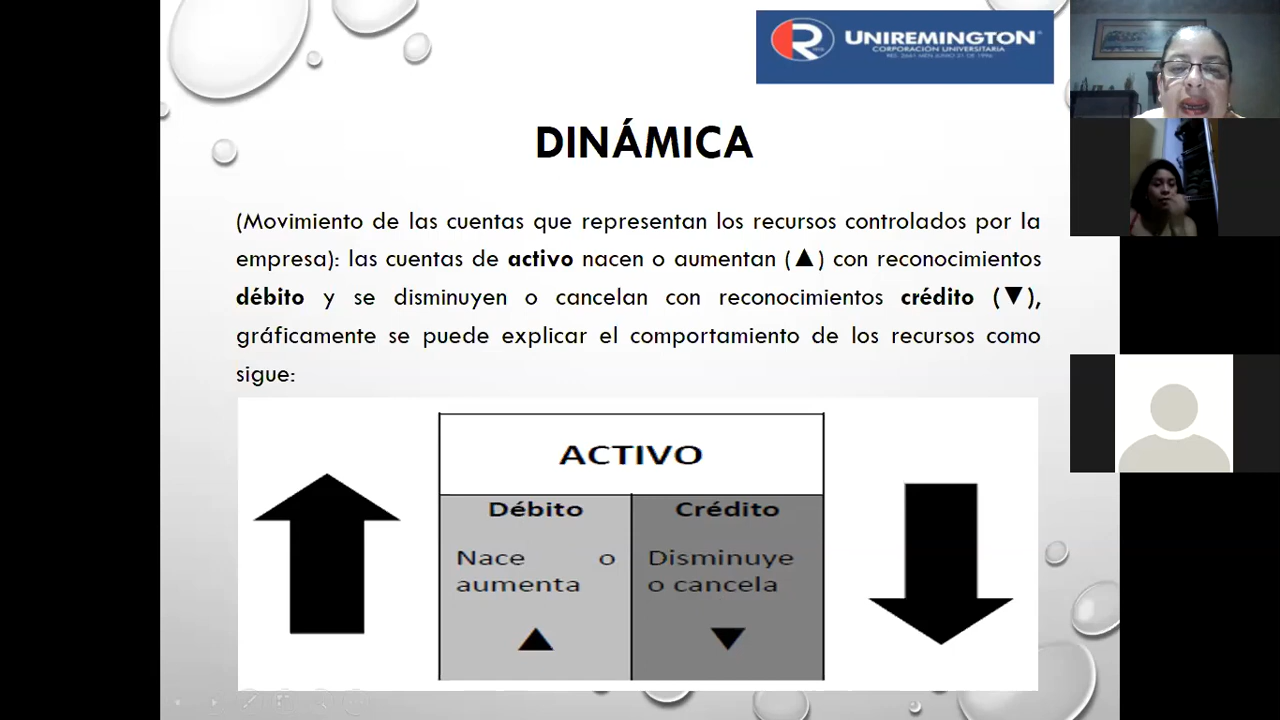 UNIREMINGTON
CORPORACIÓN UNIVERSITARIA
DINÁMICA
(Movimiento de las cuentas que representan los recursos controlados por la
empresa): las cuentas de activo nacen o aumentan (▲) con reconocimientos
débito y se disminuyen o cancelan con reconocimientos crédito (▼),
gráficamente se puede explicar el comportamiento de los recursos como
sigue:
ACTIVO
Débito Crédito
Nace o Disminuye
aumenta o cancela
▲ ▼